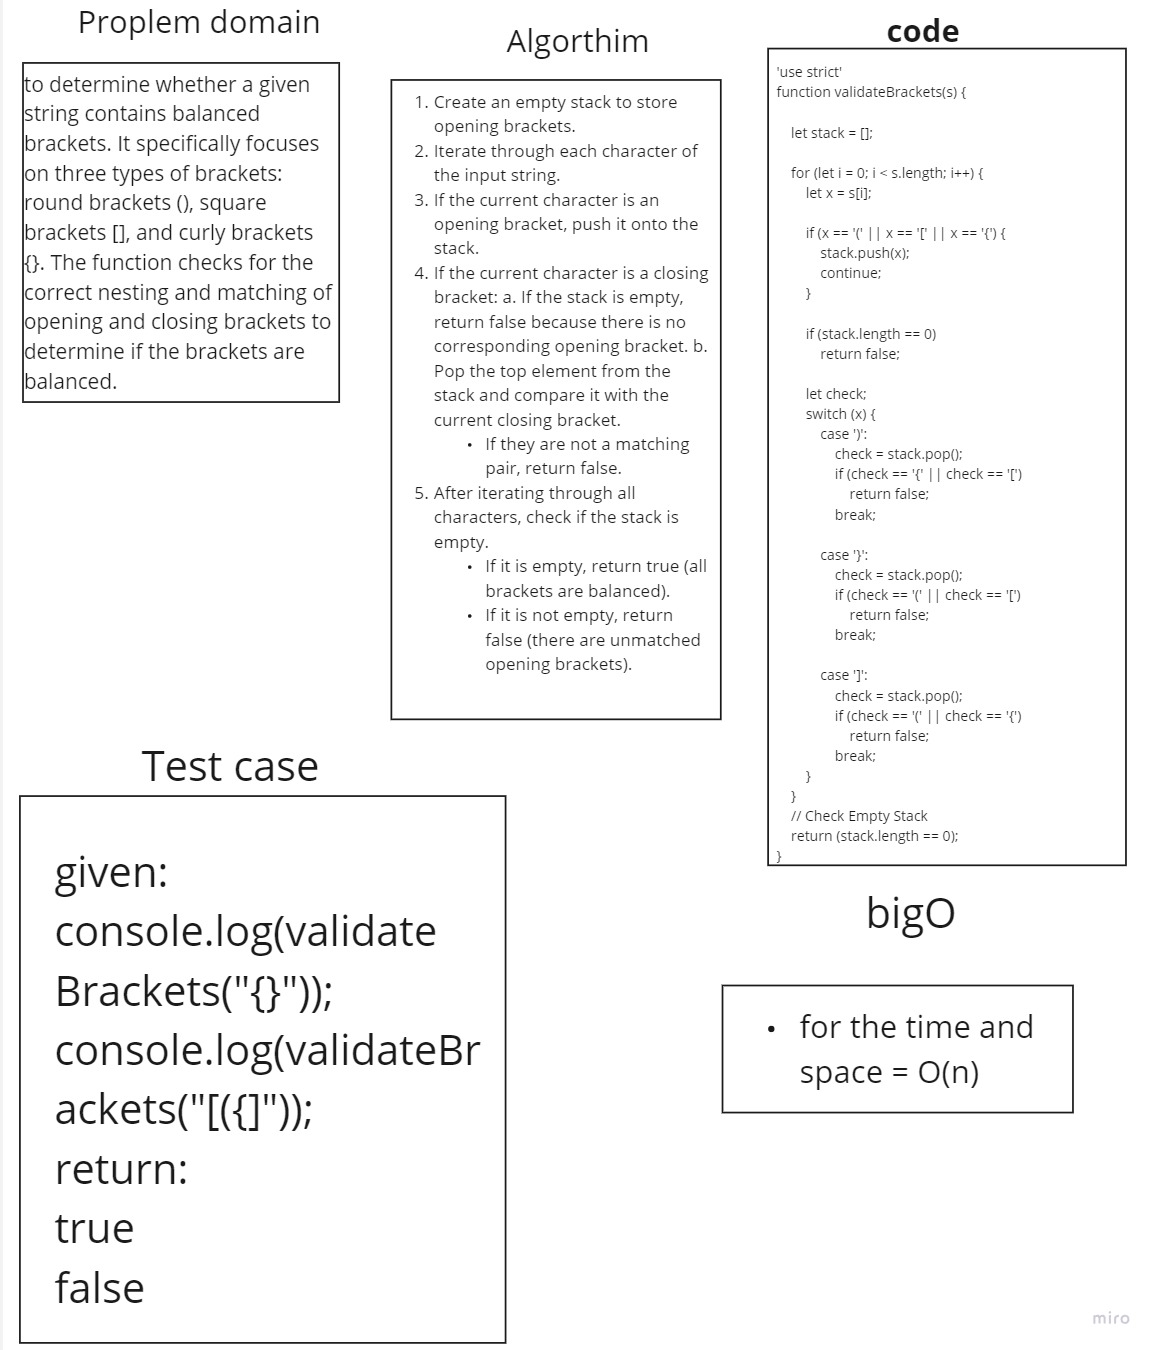 Proplem domain
to determine whether a given
string contains balanced
brackets. It specifically focuses
on three types of brackets:
round brackets (), square
brackets [], and curly brackets
{}. The function checks for the
correct nesting and matching of
opening and closing brackets to
determine if the brackets are
balanced.
Algorthim
1. Create an empty stack to store
opening brackets.
2. Iterate through each character of
the input string.
3. If the current character is an
opening bracket, push it onto the
stack.
4. If the current character is a closing
bracket: a. If the stack is empty,
return false because there is no
corresponding opening bracket. b.
Pop the top element from the
stack and compare it with the
current closing bracket.
• If they are not a matching
pair, return false.
5. After iterating through all
characters, check if the stack is
empty.
• If it is empty, return true (all
brackets are balanced).
• If it is not empty, return
false (there are unmatched
opening brackets).
code
'use strict'
function validateBrackets(s) {
let stack = [];
for (let i = 0; i < s.length; i++) {
let x = s[i];
if (x == '(' || x == '[' || x == '{') {
stack.push(x);
continue;
}
if (stack.length == 0)
return false;
let check;
switch (x) {
case ')':
check = stack.pop();
if (check == '{' || check == '[')
return false;
break;
case '}':
check = stack.pop();
if (check == '(' || check == '[')
return false;
break;
case ']':
check = stack.pop();
if (check == '(' || check == '{')
return false;
break;
}
}
// Check Empty Stack
return (stack.length == 0);
}
Test case
given:
console.log(validate
Brackets("{}"));
console.log(validateBr
ackets("[({]"));
return:
true
false
bigO
• for the time and
space = O(n)
miro